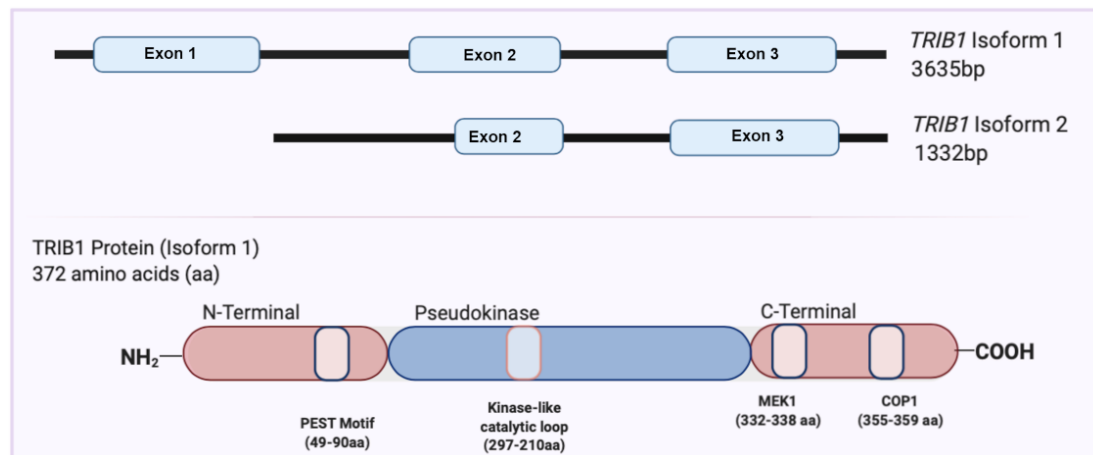 Exon 1
Exon 2
Exon 3
TRIB1 Isoform 1
3635bp
Exon 2
Exon 3
TRIB1 Isoform 2
1332bp
TRIB1 Protein (Isoform 1)
372 amino acids (aa)
N-Terminal
Pseudokinase
C-Terminal
NH₂
COOH
PEST Motif
(49-90aa)
Kinase-like
catalytic loop
(297-210aa)
MEK1
(332-338 aa)
COP1
(355-359 aa)